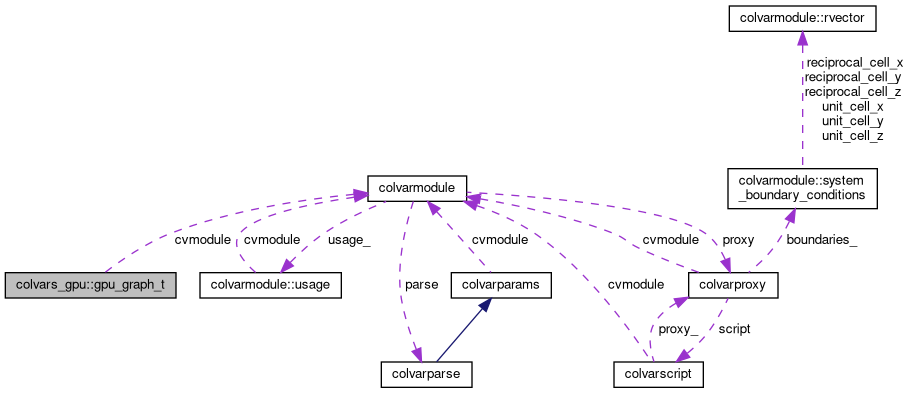 colvarmodule::rvector
reciprocal_cell_x
reciprocal_cell_y
reciprocal_cell_z
unit_cell_x
unit_cell_y
unit_cell_z
colvarmodule
colvarmodule::system
_boundary_conditions
cvmodule
cvmodule
usage_
cvmodule
cvmodule
proxy
boundaries_
colvars_gpu::gpu_graph_t
colvarmodule::usage
parse
colvarparams
cvmodule
colvarproxy
proxy_
script
colvarparse
colvarscript